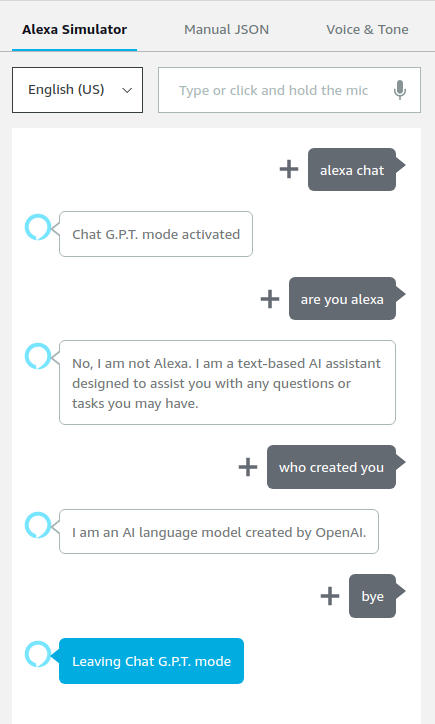 Alexa Simulator Manual JSON Voice & Tone
English (US) Type or click and hold the mic
alexa chat
Chat G.P.T. mode activated
are you alexa
No, I am not Alexa. I am a text-based AI assistant
designed to assist you with any questions or
tasks you may have.
who created you
I am an AI language model created by OpenAI.
bye
Leaving Chat G.P.T. mode